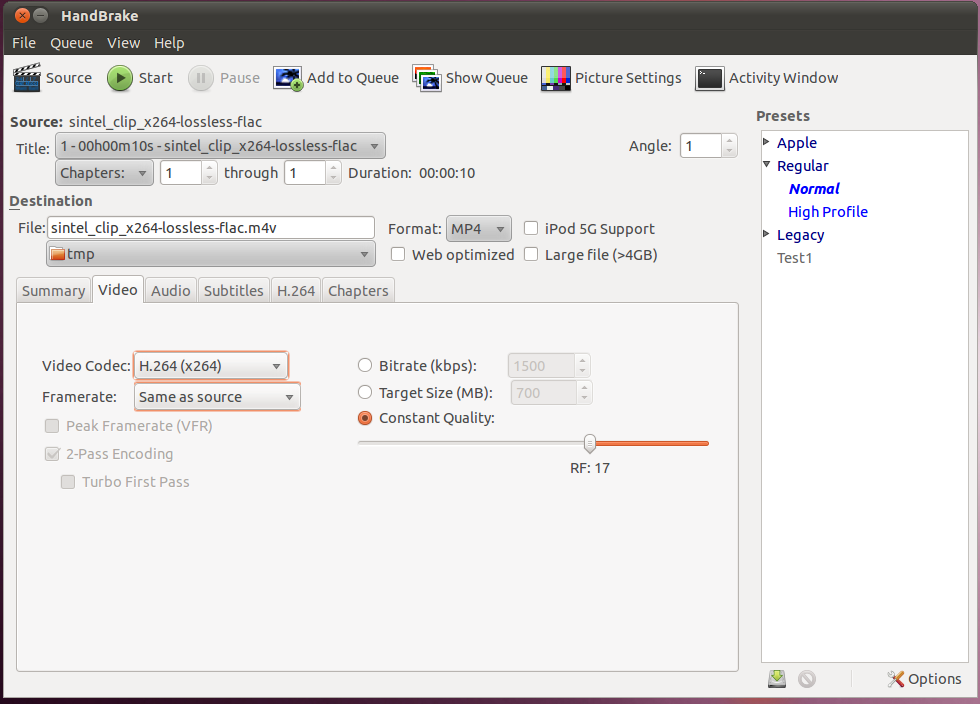 HandBrake
File Queue View Help
Source Start Pause Add to Queue Show Queue Picture Settings Activity Window
Source: sintel_clip_x264-lossless-flac
Title: 1 - 00h00m10s - sintel_clip_x264-lossless-flac Angle: 1
Chapters: 1 through 1 Duration: 00:00:10
Destination
File: sintel_clip_x264-lossless-flac.m4v Format: MP4 iPod 5G Support
tmp Web optimized Large file (>4GB)
Summary Video Audio Subtitles H.264 Chapters
Video Codec: H.264 (x264) Bitrate (kbps): 1500
Framerate: Same as source Target Size (MB): 700
Peak Framerate (VFR) Constant Quality:
2-Pass Encoding
RF: 17
Turbo First Pass
Presets
Apple
Regular
Normal
High Profile
Legacy
Test1
Options